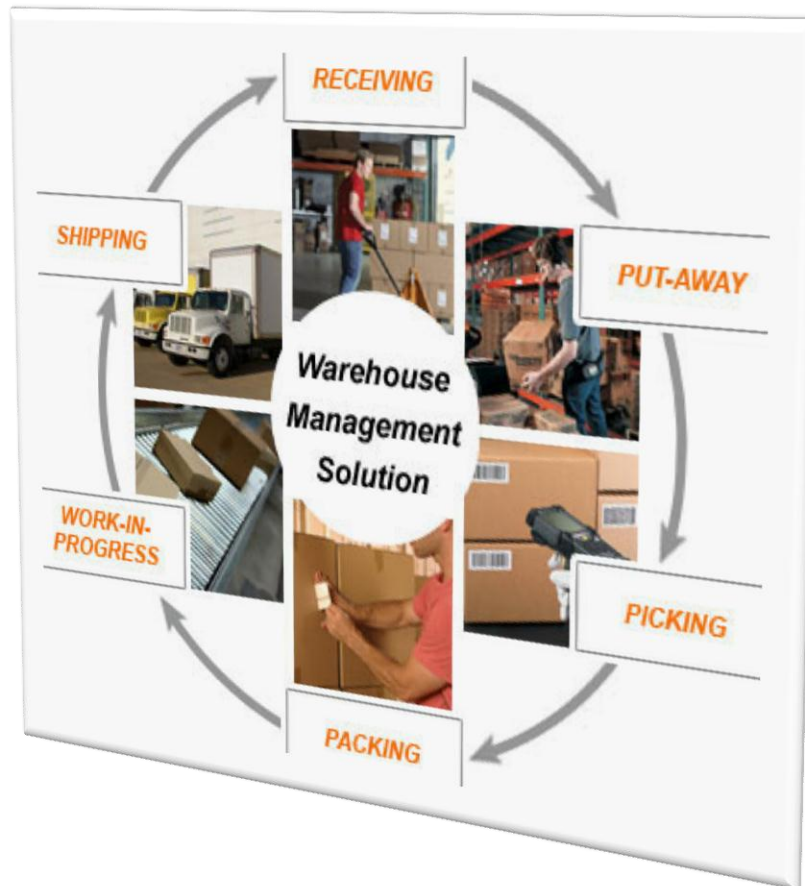 RECEIVING
PUT-AWAY
PICKING
PACKING
WORK-IN-
PROGRESS
SHIPPING
Warehouse
Management
Solution